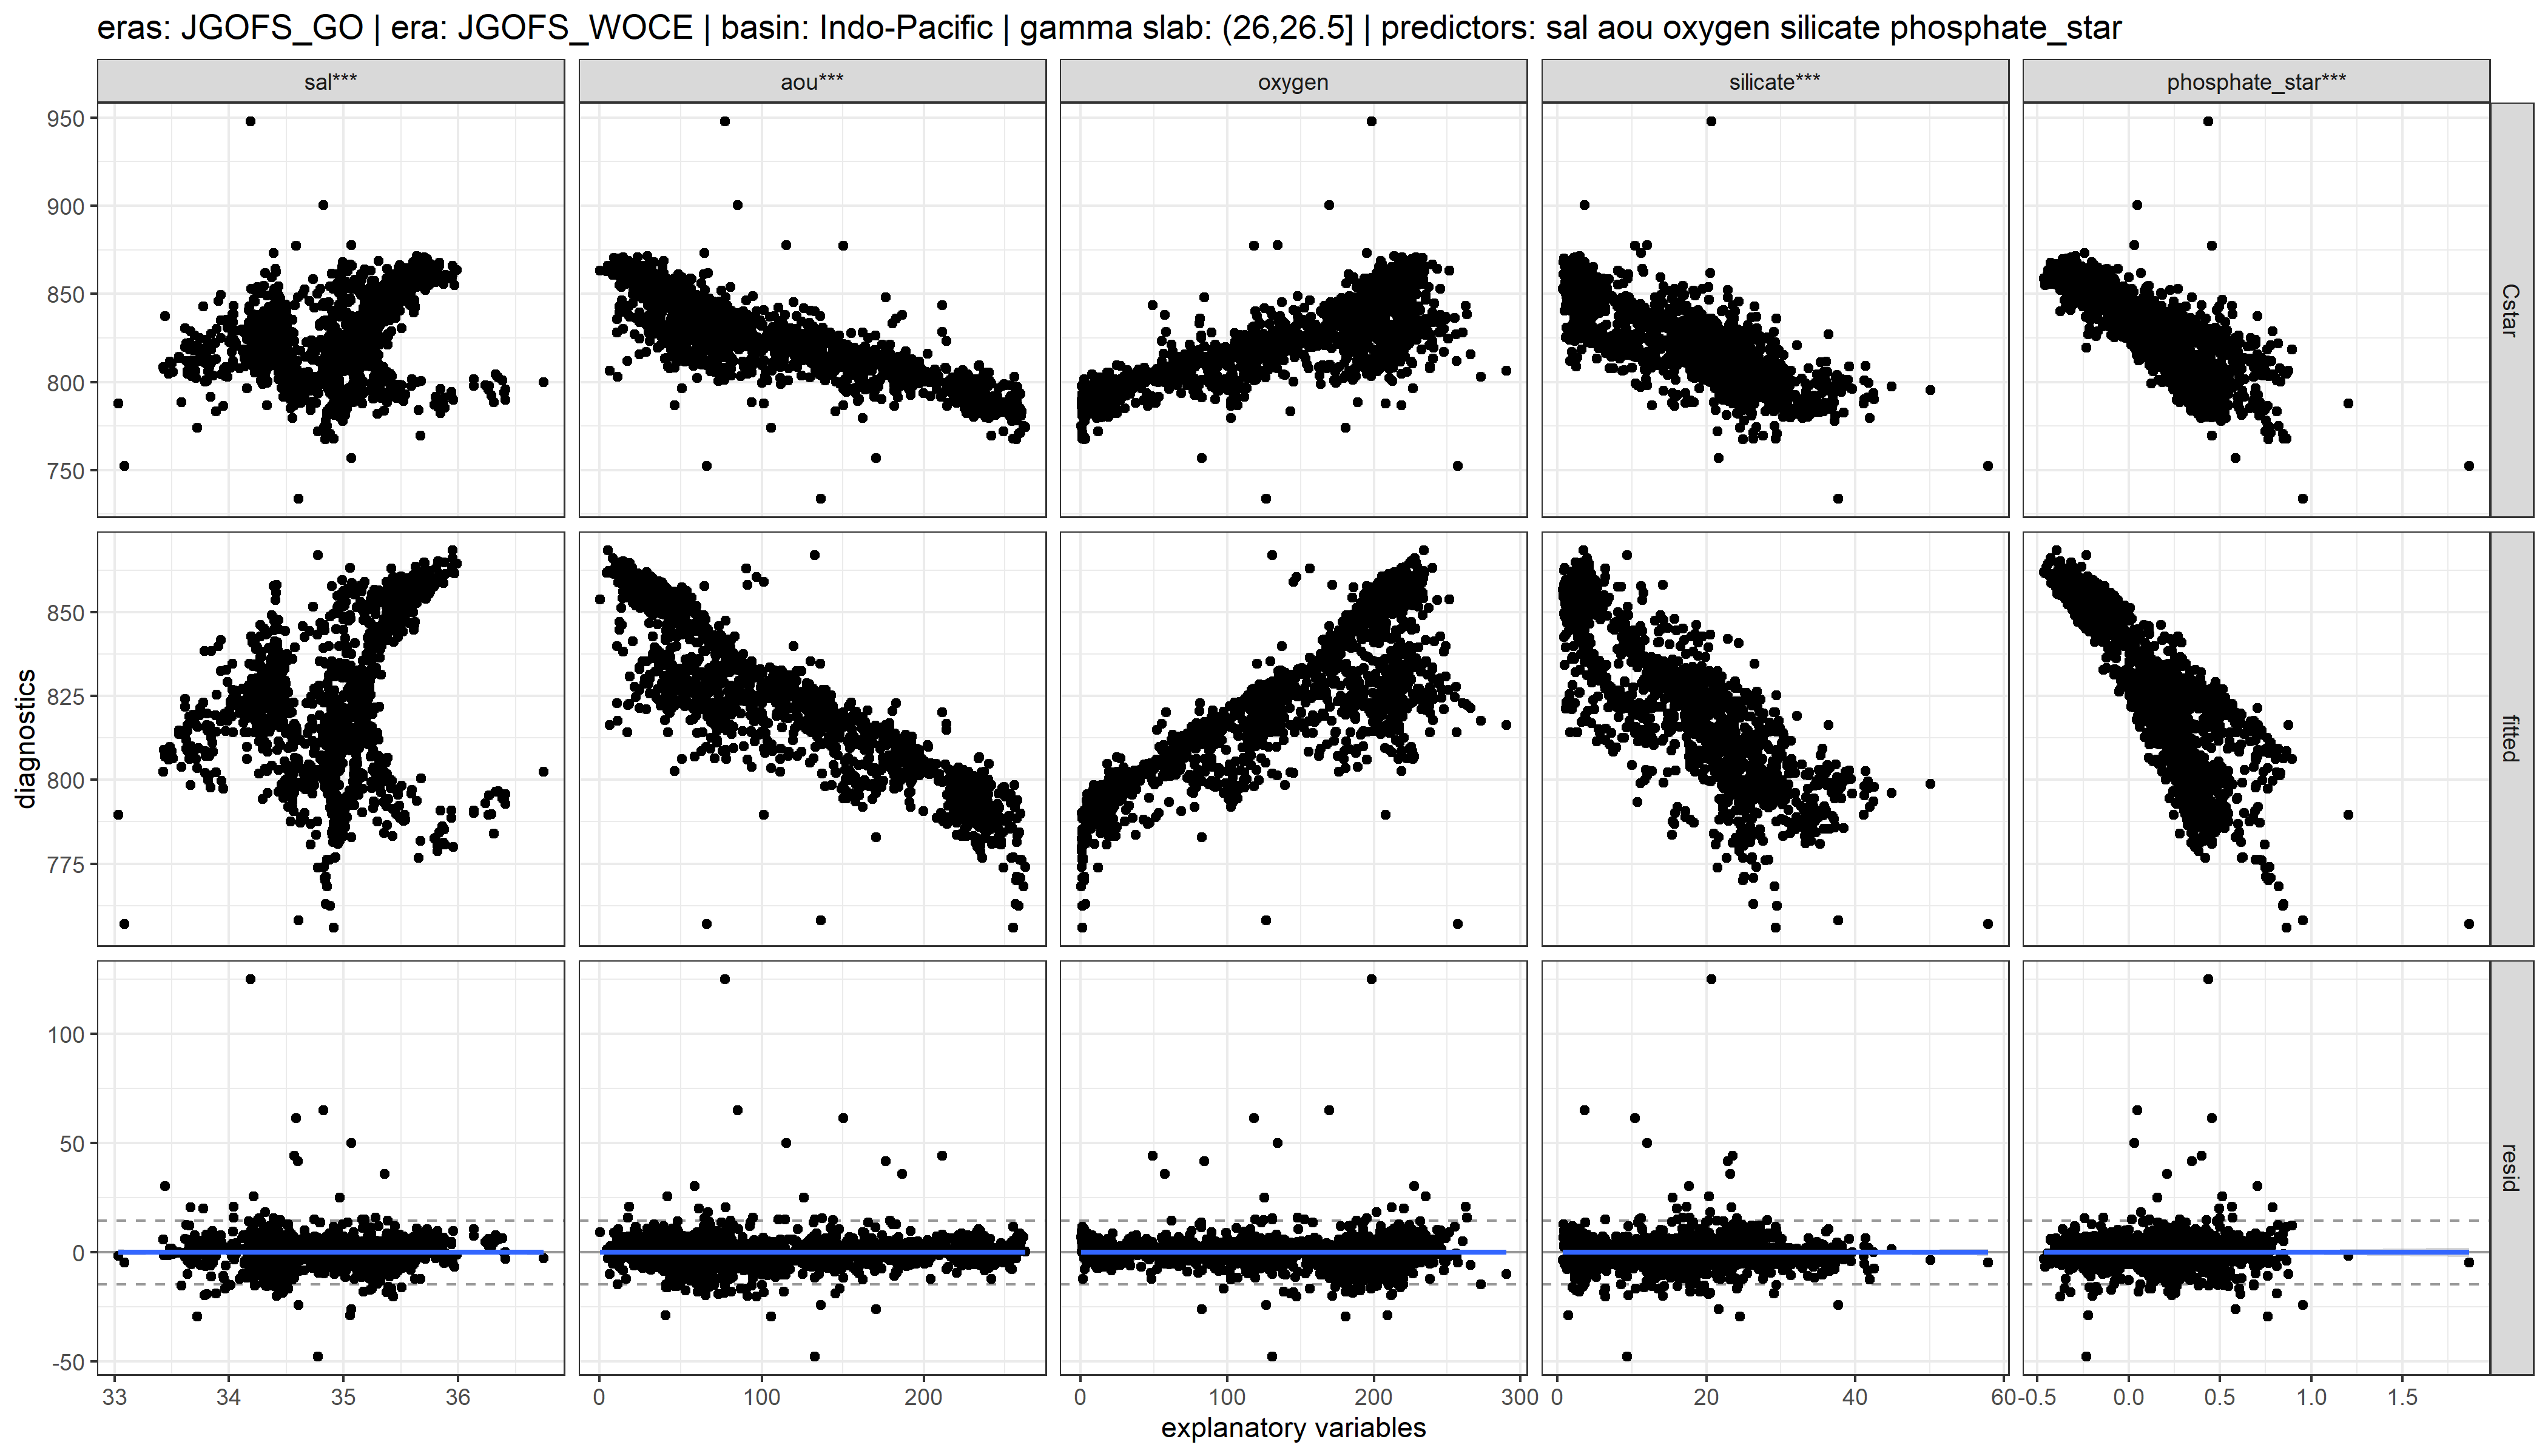 eras: JGOFS_GO | era: JGOFS_WOCE | basin: Indo-Pacific | gamma slab: (26,26.5] | predictors: sal aou oxygen silicate phosphate_star
sal*** aou*** oxygen silicate*** phosphate_star***
950
900
850
800
750
Cstar
850
825
800
775
fitted
diagnostics
100
50
0
-50
resid
33 34 35 36 0 100 200 0 100 200 300 0 20 40 60 -0.5 0.0 0.5 1.0 1.5
explanatory variables